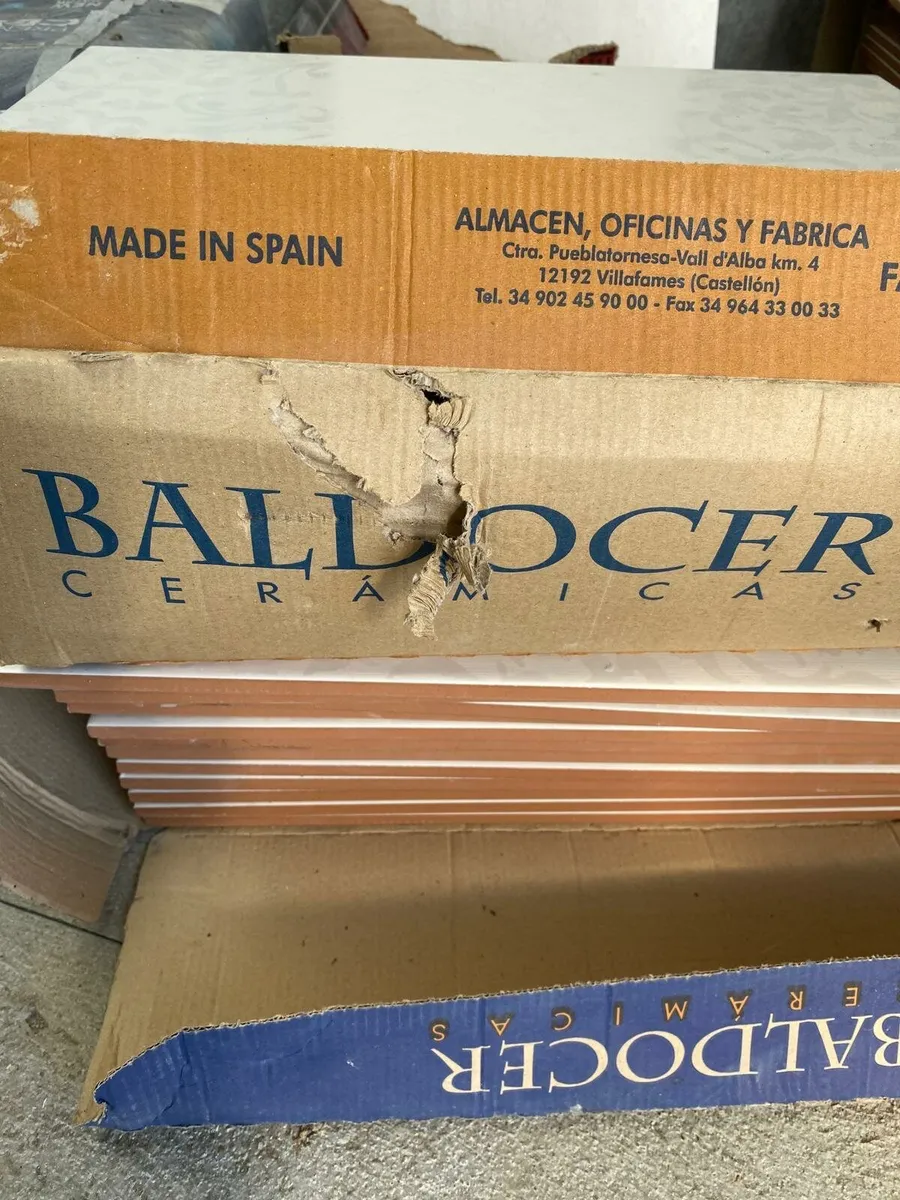 MADE IN SPAIN
ALMACEN, OFICINAS Y FABRICA
Ctra. Pueblatornesa-Vall d'Alba km. 4
12192 Villafames (Castellón)
Tel. 34 902 45 90 00 - Fax 34 964 33 00 33
BALDOCER
CERÁMICAS
BALDOCER
ERÁMICAS